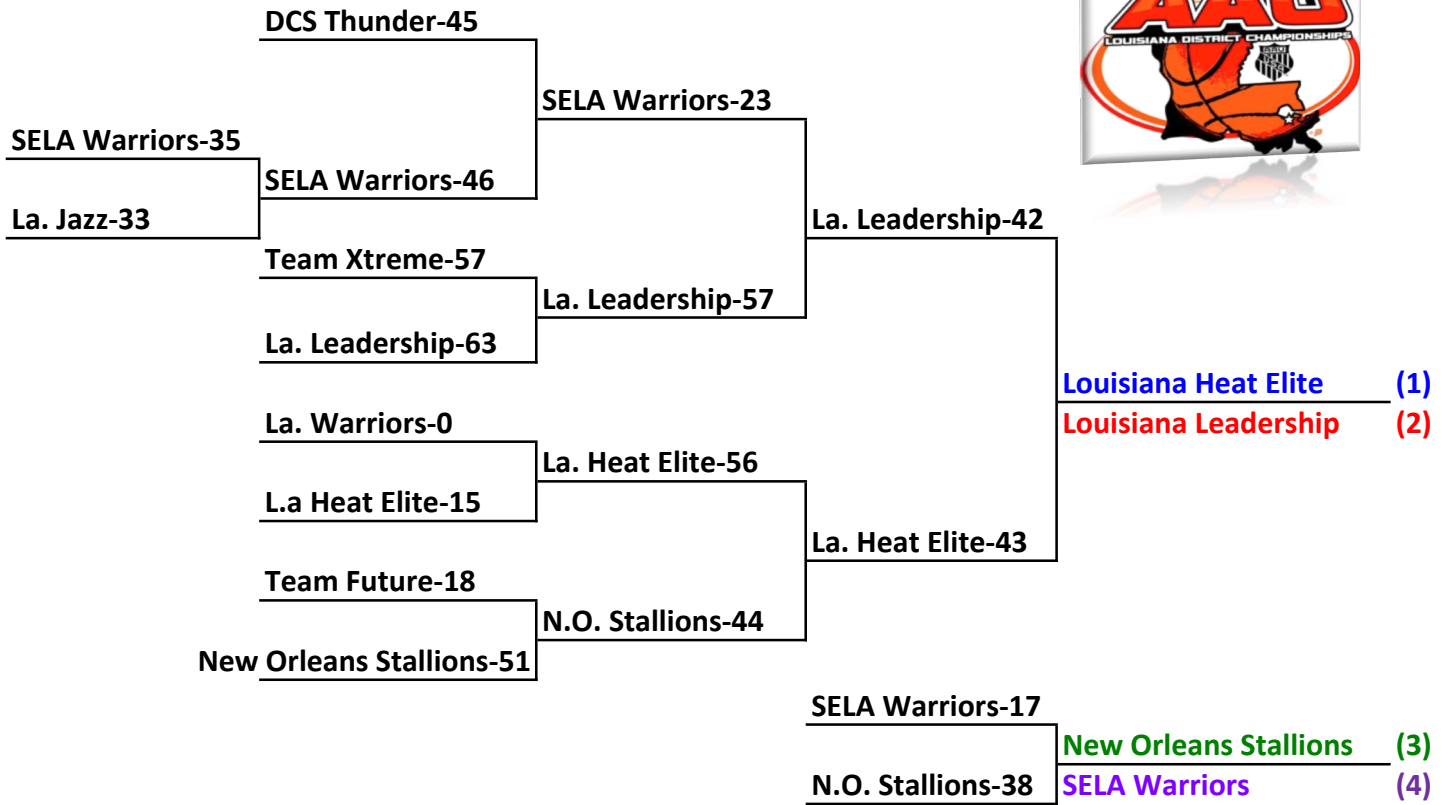 AAU
LOUISIANA DISTRICT CHAMPIONSHIPS
AAU
DCS Thunder-45
SELA Warriors-23
SELA Warriors-35
SELA Warriors-46
La. Jazz-33
La. Leadership-42
Team Xtreme-57
La. Leadership-57
La. Leadership-63
Louisiana Heat Elite (1)
Louisiana Leadership (2)
La. Warriors-0
La. Heat Elite-56
L.a Heat Elite-15
La. Heat Elite-43
Team Future-18
N.O. Stallions-44
New Orleans Stallions-51
SELA Warriors-17
New Orleans Stallions (3)
N.O. Stallions-38
SELA Warriors (4)